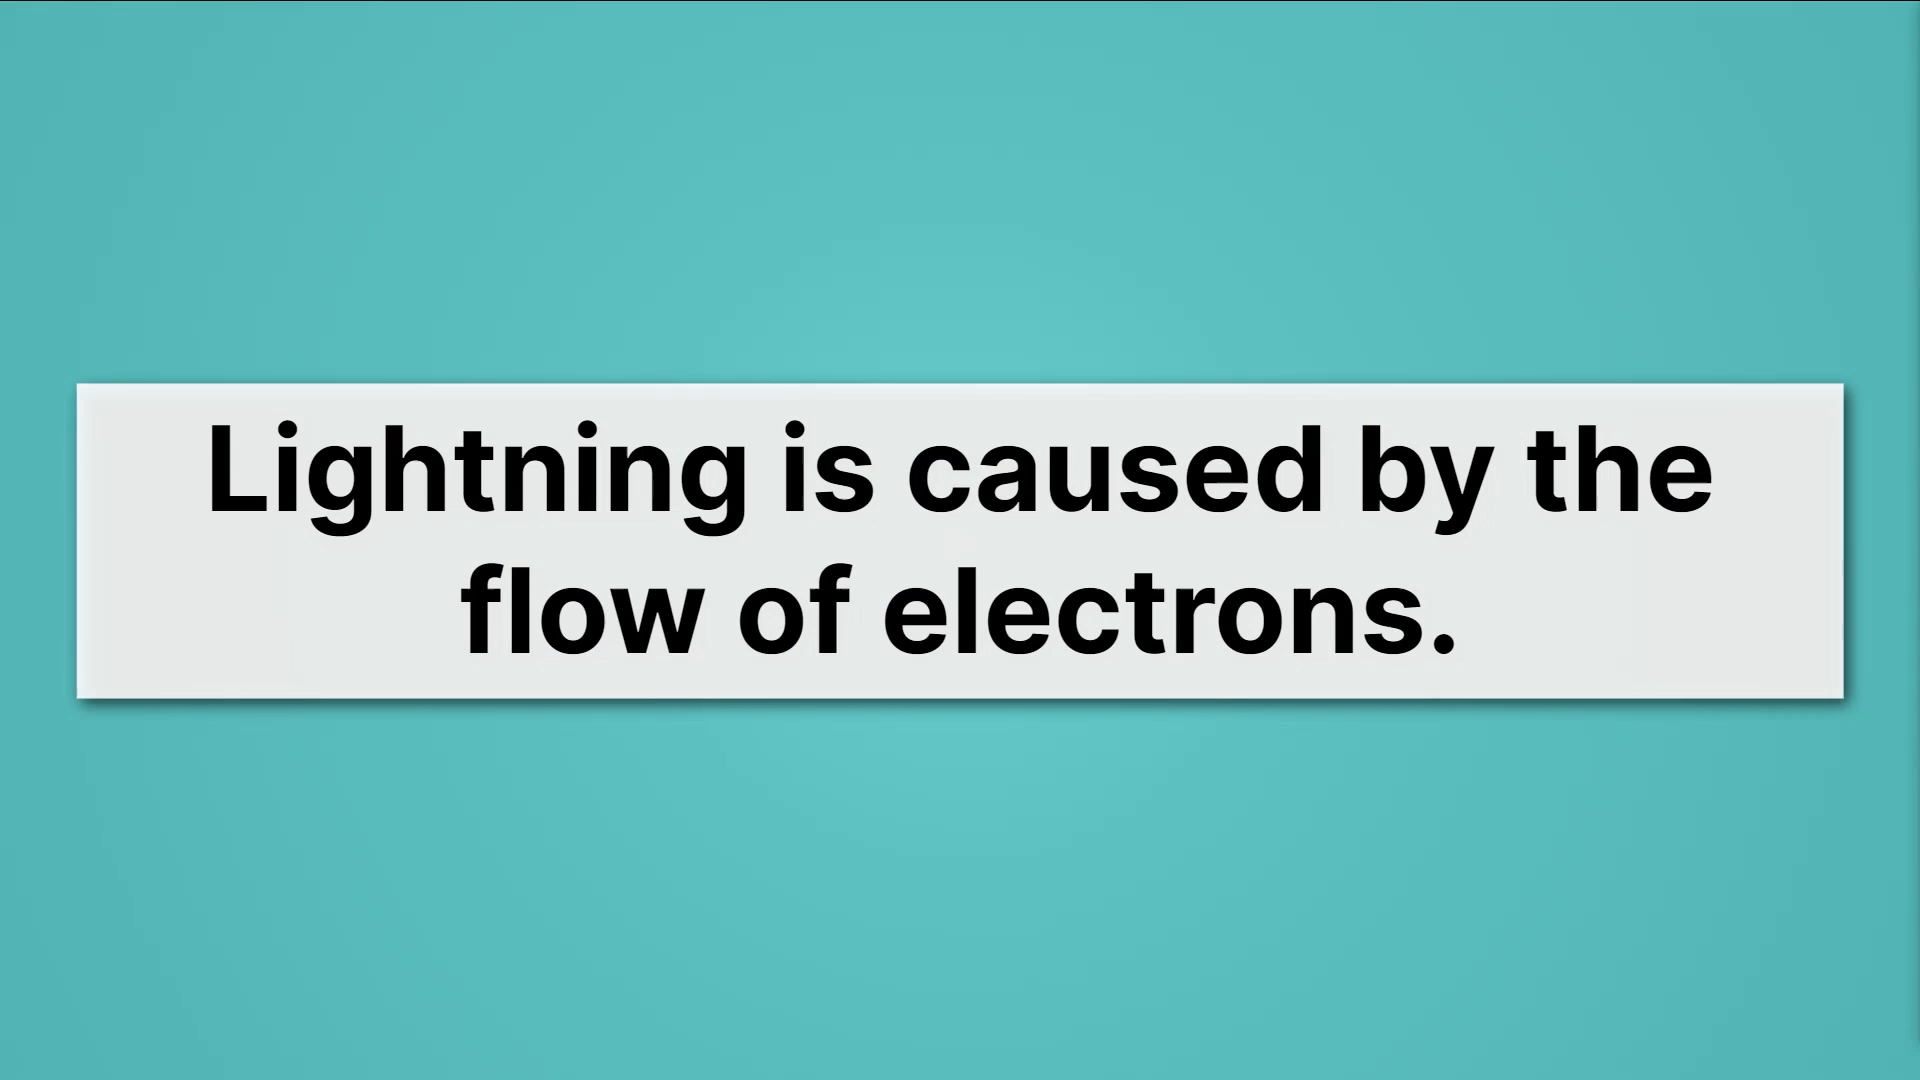 Lightning is caused by the
flow of electrons.